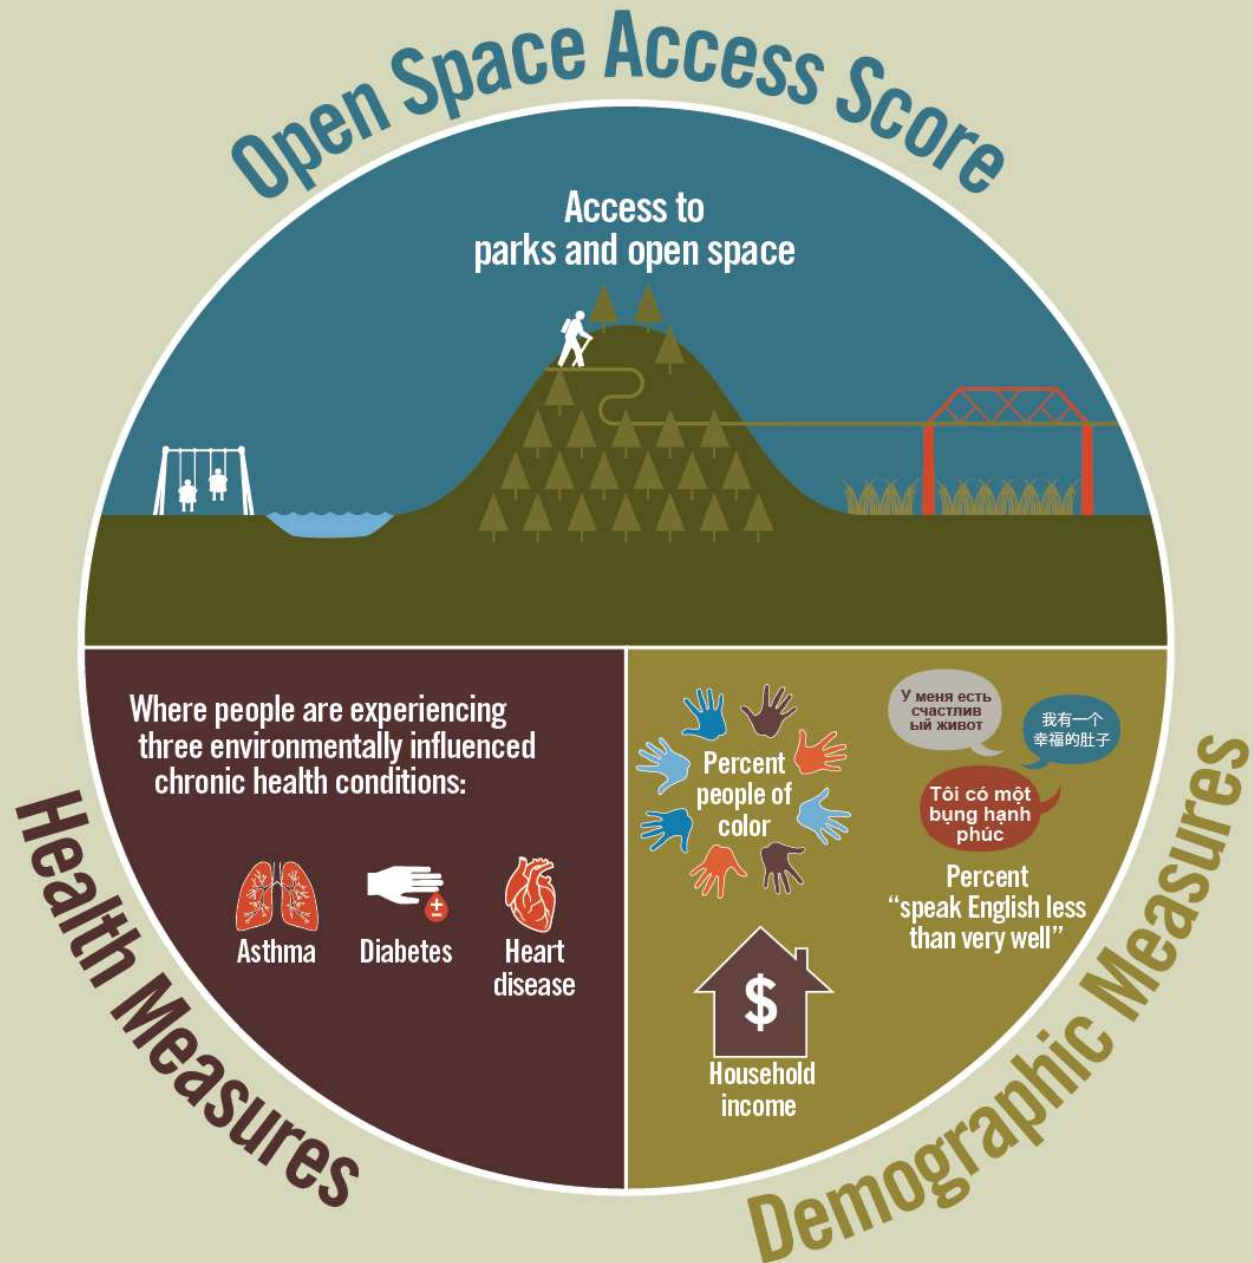 Open Space Access Score
Access to
parks and open space
Where people are experiencing
three environmentally influenced
chronic health conditions:
Asthma
Diabetes
Heart
disease
Health Measures
Percent
people of
color
У меня есть
счастлив
ый живот
我有一个
幸福的肚子
Tôi có một
bụng hạnh
phúc
Percent
“speak English less
than very well”
$
Household
income
Demographic Measures